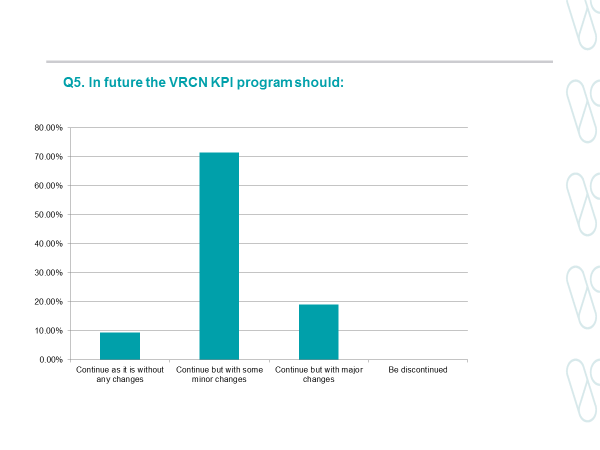 Q5. In future the VRCN KPI program should:
80.00%
70.00%
60.00%
50.00%
40.00%
30.00%
20.00%
10.00%
0.00%
Continue as it is without
any changes
Continue but with some
minor changes
Continue but with major
changes
Be discontinued